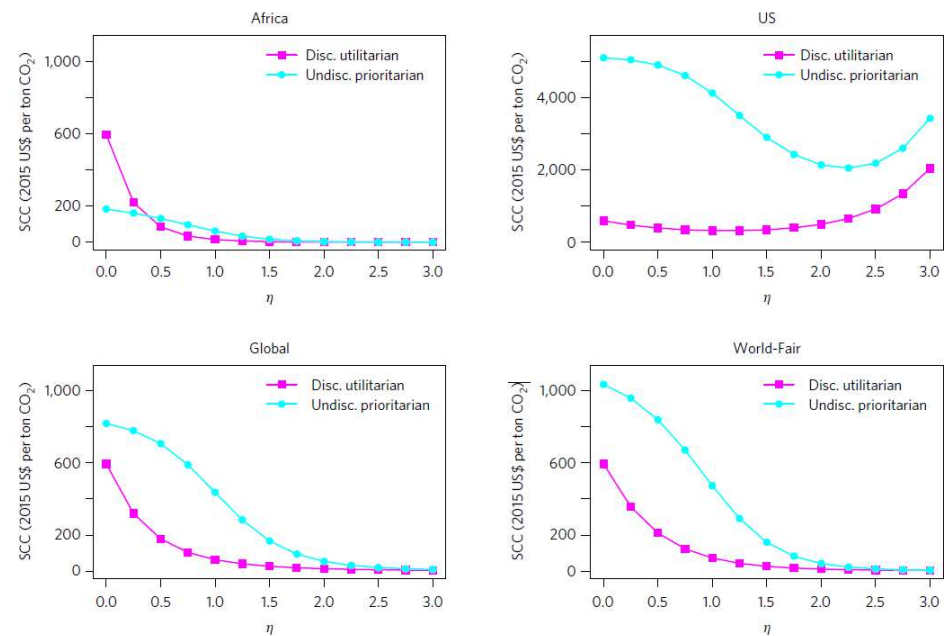 Africa
SCC (2015 US$ per ton CO₂)
1,000
600
200
0
Disc. utilitarian
Undisc. prioritarian
0.0 0.5 1.0 1.5 2.0 2.5 3.0
η
US
SCC (2015 US$ per ton CO₂)
4,000
2,000
0
Disc. utilitarian
Undisc. prioritarian
0.0 0.5 1.0 1.5 2.0 2.5 3.0
η
Global
SCC (2015 US$ per ton CO₂)
1,000
600
200
0
Disc. utilitarian
Undisc. prioritarian
0.0 0.5 1.0 1.5 2.0 2.5 3.0
η
World-Fair
SCC (2015 US$ per ton CO₂)
1,000
600
200
0
Disc. utilitarian
Undisc. prioritarian
0.0 0.5 1.0 1.5 2.0 2.5 3.0
η